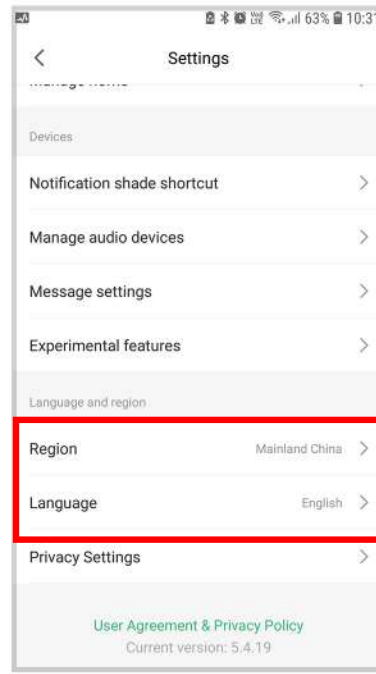 63% 10:31
Settings
Devices
Notification shade shortcut
Manage audio devices
Message settings
Experimental features
Language and region
Region Mainland China
Language English
Privacy Settings
User Agreement & Privacy Policy
Current version: 5.4.19